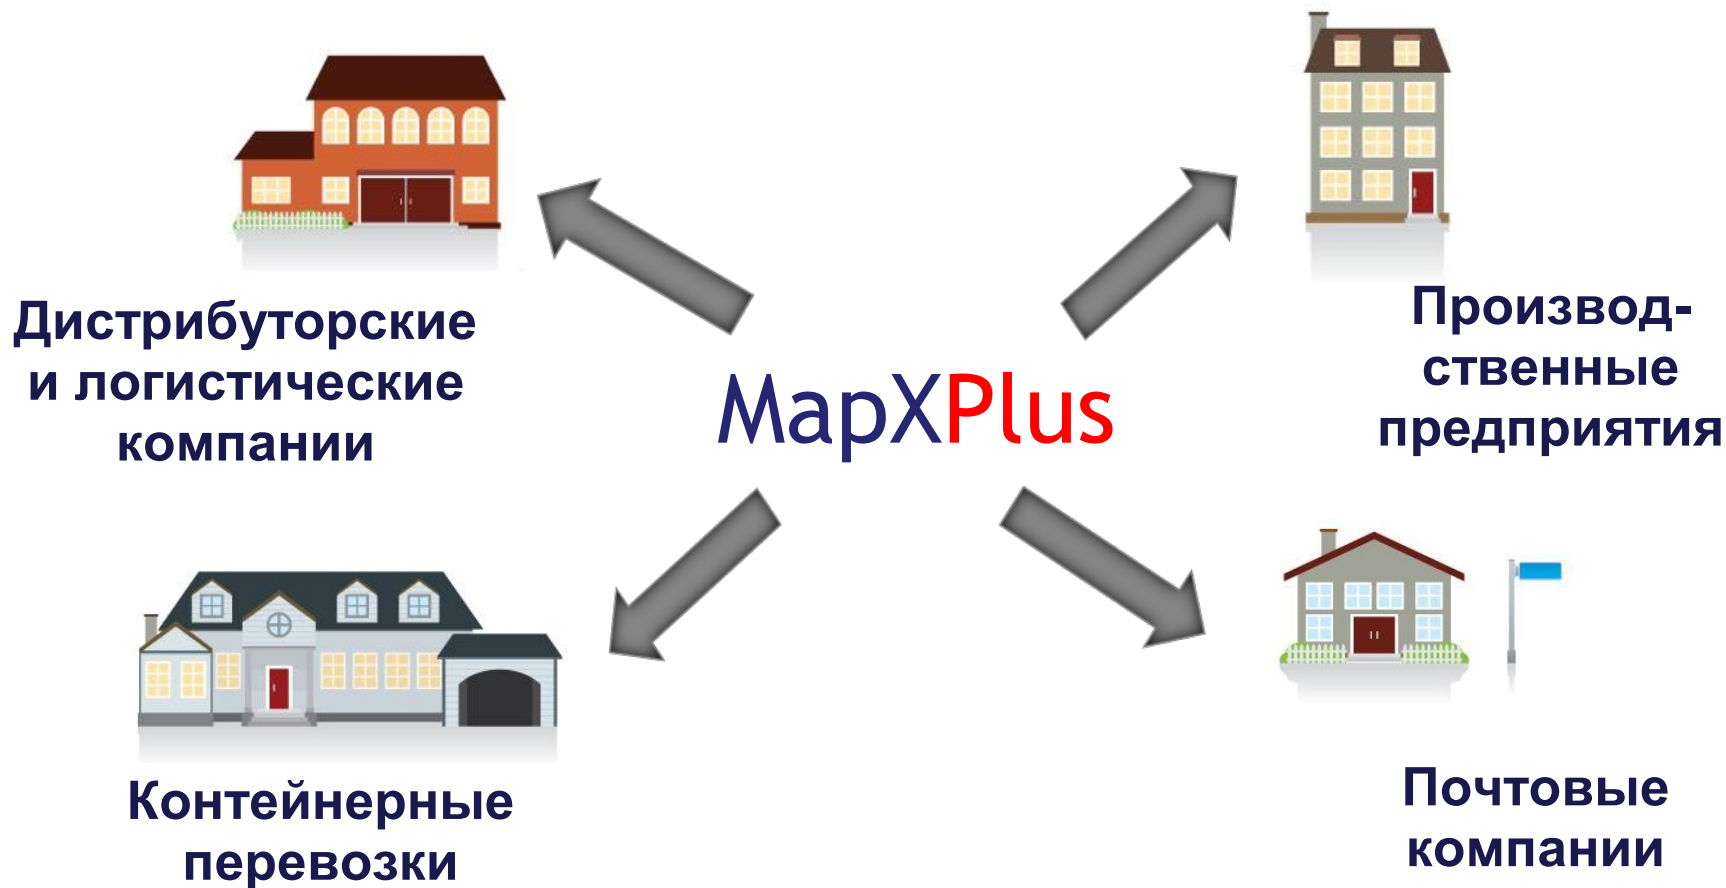 Дистрибуторские
и логистические
компании
Производ-
ственные
предприятия
MapXPlus
Контейнерные
перевозки
Почтовые
компании